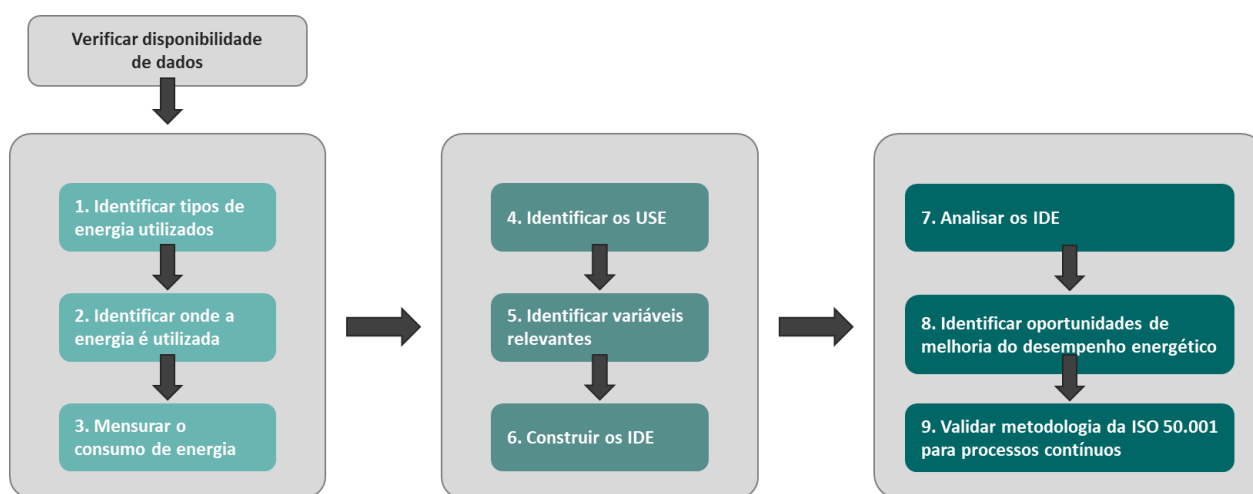 Verificar disponibilidade
de dados
1. Identificar tipos de
energia utilizados
2. Identificar onde a
energia é utilizada
3. Mensurar o
consumo de energia
4. Identificar os USE
5. Identificar variáveis
relevantes
6. Construir os IDE
7. Analisar os IDE
8. Identificar oportunidades de
melhoria do desempenho energético
9. Validar metodologia da ISO 50.001
para processos contínuos